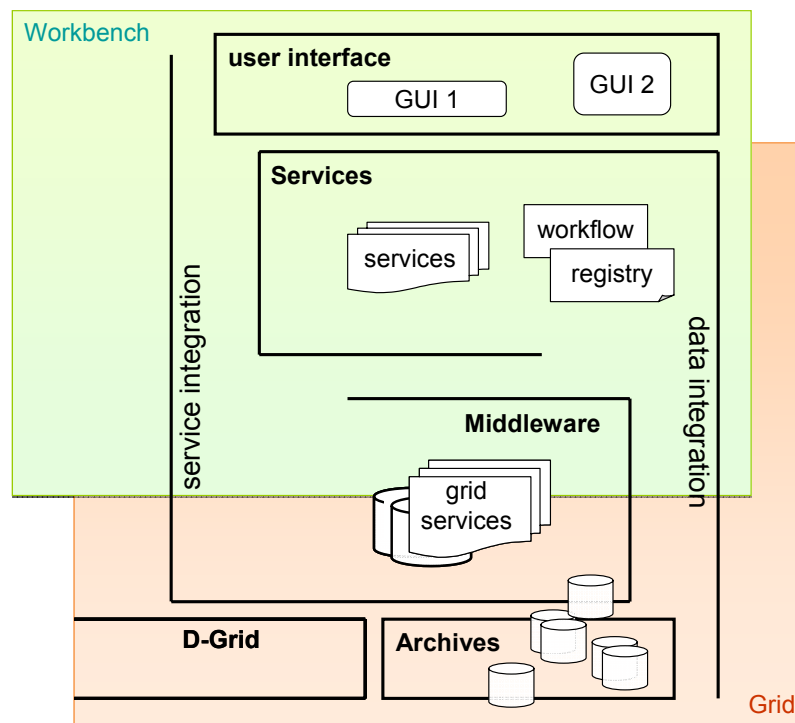 Workbench
user interface
GUI 1
GUI 2
Services
services
workflow
registry
service integration
data integration
Middleware
grid
services
D-Grid
Archives
Grid